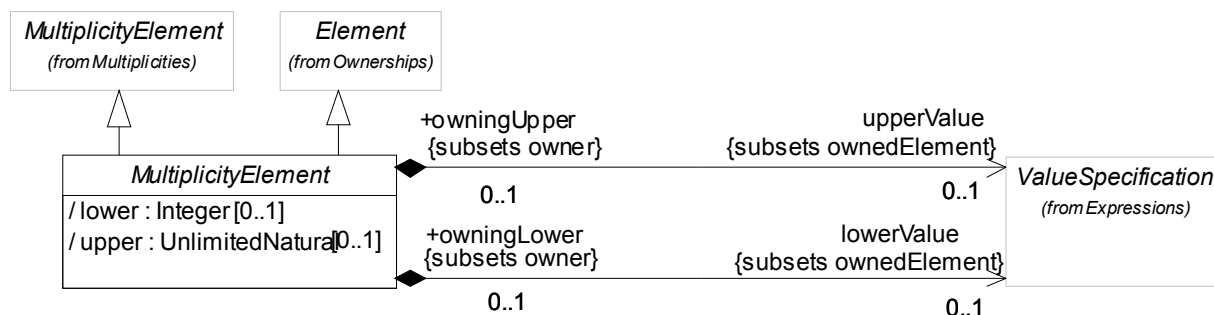 MultiplicityElement
(from Multiplicities)
Element
(from Ownerships)
+owningUpper
{subsets owner}
0..1
upperValue
{subsets ownedElement}
0..1
MultiplicityElement
/ lower : Integer [0..1]
/ upper : UnlimitedNatural [0..1]
ValueSpecification
(from Expressions)
+owningLower
{subsets owner}
0..1
lowerValue
{subsets ownedElement}
0..1